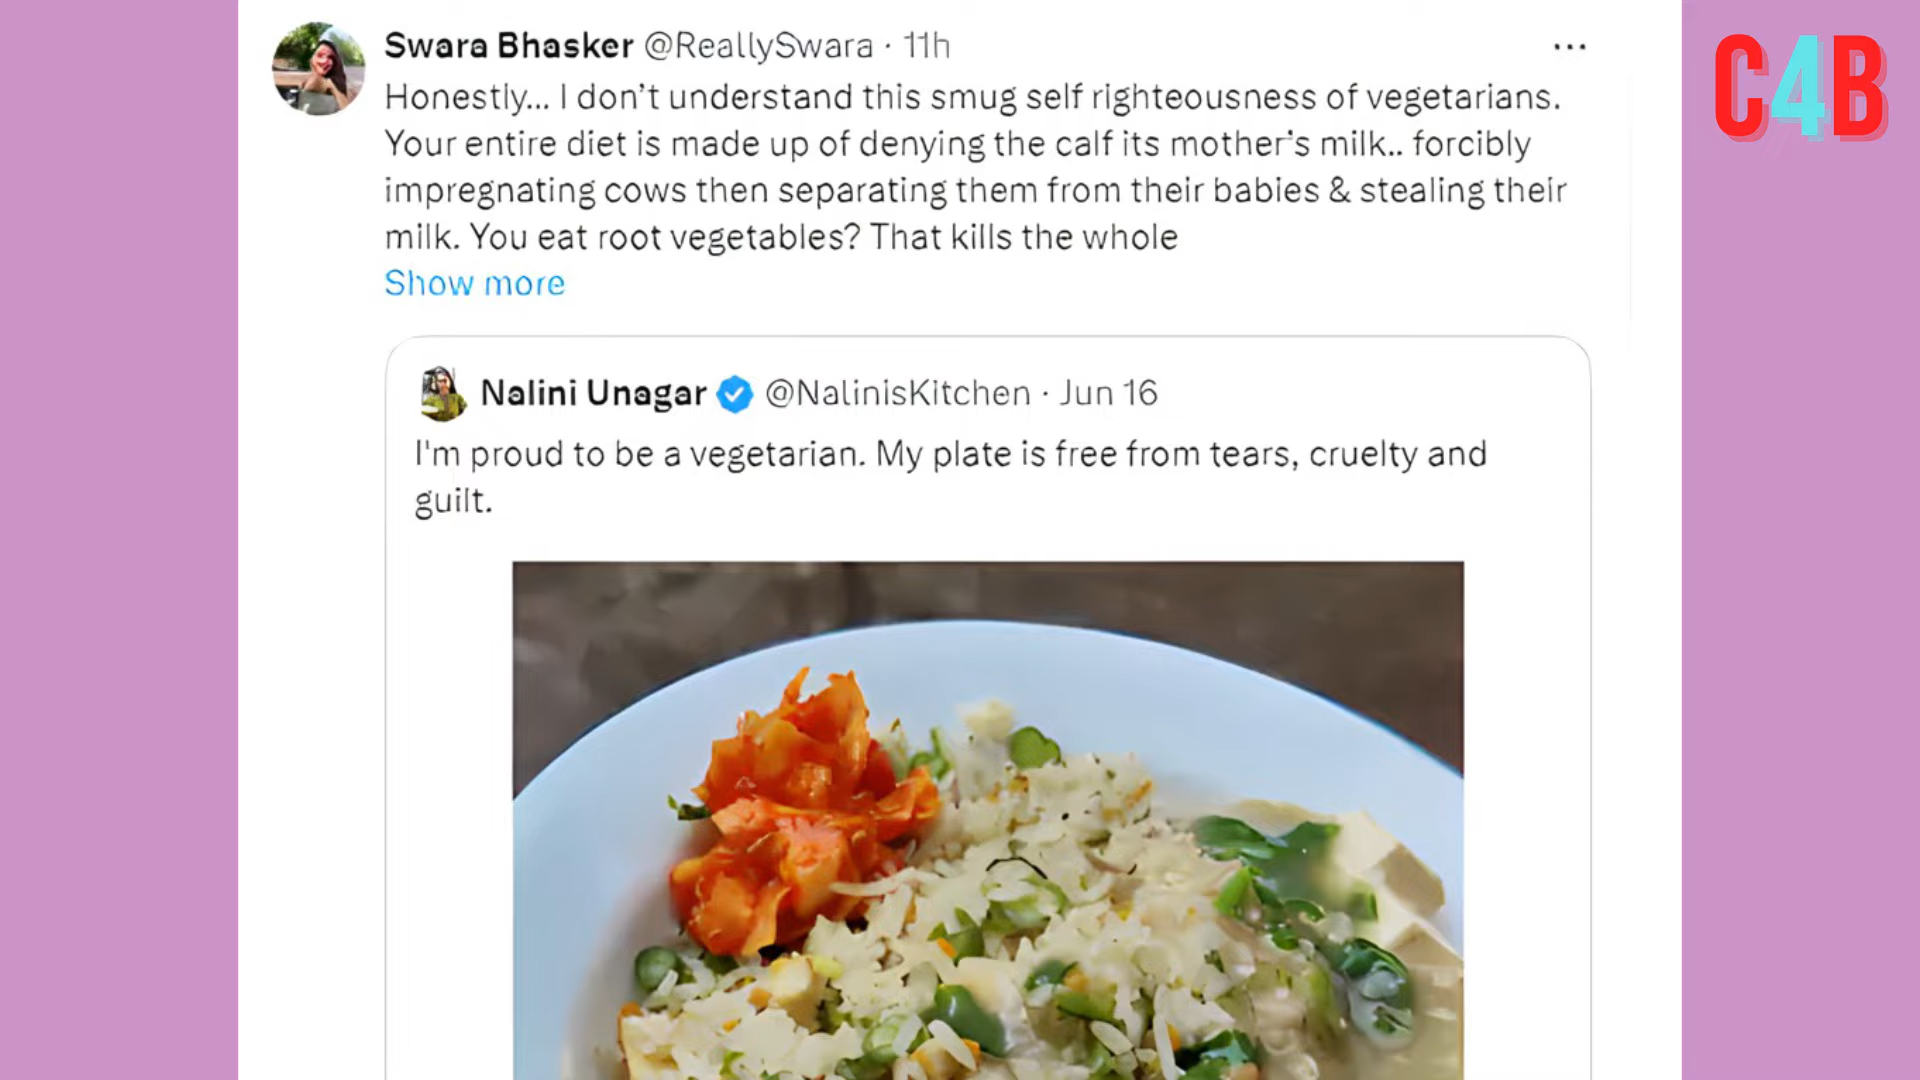 Swara Bhasker @ReallySwara · 11h
C4B
Honestly... I don't understand this smug self righteousness of vegetarians.
Your entire diet is made up of denying the calf its mother's milk.. forcibly
impregnating cows then separating them from their babies & stealing their
milk. You eat root vegetables? That kills the whole
Show more
Nalini Unagar @NalinisKitchen · Jun 16
I'm proud to be a vegetarian. My plate is free from tears, cruelty and
guilt.